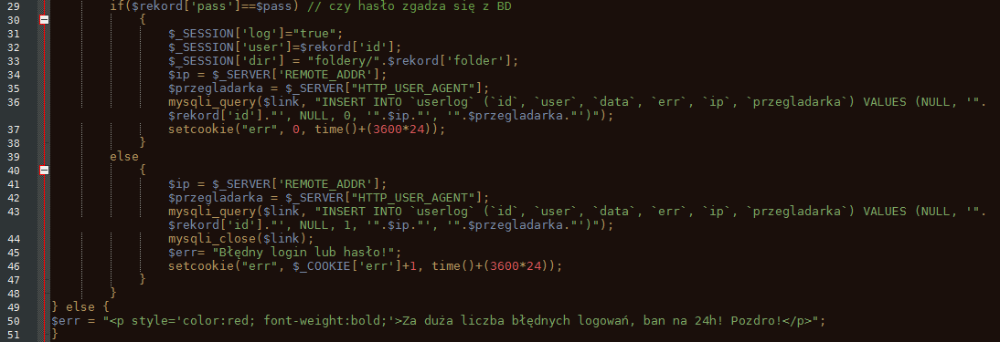 29 if($rekord['pass']==$pass) // czy hasło zgadza się z BD
30 {
31 $_SESSION['log']="true";
32 $_SESSION['user']=$rekord['id'];
33 $_SESSION['dir'] = "foldery/".$rekord['folder'];
34 $ip = $_SERVER['REMOTE_ADDR'];
35 $przegladarka = $_SERVER["HTTP_USER_AGENT"];
36 mysqli_query($link, "INSERT INTO `userlog` (`id`, `user`, `data`, `err`, `ip`, `przegladarka`) VALUES (NULL, '".
$rekord['id']."', NULL, 0, '".$ip."', '".$przegladarka."')");
37 setcookie("err", 0, time()+(3600*24));
38 }
39 else
40 {
41 $ip = $_SERVER['REMOTE_ADDR'];
42 $przegladarka = $_SERVER["HTTP_USER_AGENT"];
43 mysqli_query($link, "INSERT INTO `userlog` (`id`, `user`, `data`, `err`, `ip`, `przegladarka`) VALUES (NULL, '".
$rekord['id']."', NULL, 1, '".$ip."', '".$przegladarka."')");
44 mysqli_close($link);
45 $err= "Błędny login lub hasło!";
46 setcookie("err", $_COOKIE['err']+1, time()+(3600*24));
47 }
48 }
49 } else {
50 $err = "<p style='color:red; font-weight:bold;'>Za duża liczba błędnych logowań, ban na 24h! Pozdro!</p>";
51 }